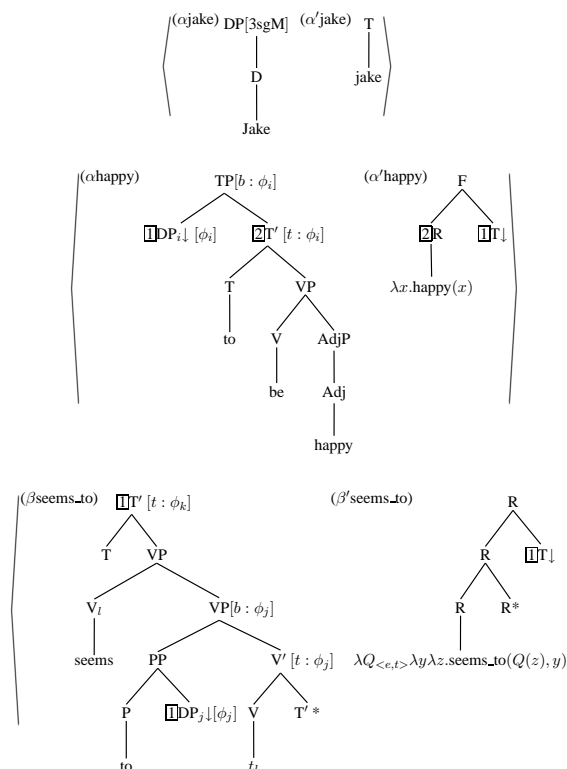 (αjake) DP[3sgM] (α′jake) T
D jake
Jake
(αhappy) TP[b : ϕᵢ] (α′happy) F
1 DPᵢ↓ [ϕᵢ] 2 T′ [t : ϕᵢ] 2 R 1 T↓
T VP λx.happy(x)
to V AdjP
be Adj
happy
(βseems_to) 1 T′ [t : ϕₖ] (β′seems_to) R
T VP R 1 T↓
Vₗ VP[b : ϕⱼ] R R*
seems PP V′ [t : ϕⱼ] λQ<e,t>λyλz.seems_to(Q(z), y)
P 1 DPⱼ↓[ϕⱼ] V T′ *
to tₗ